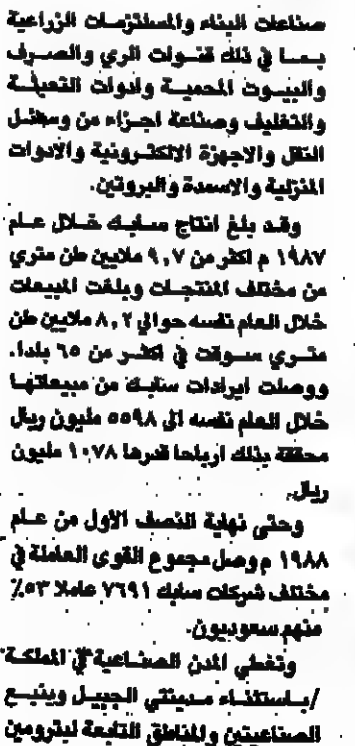 صناعات البناء والمستلزمات الزراعية
بما في ذلك قنوات الري والصرف
والبيوت المحمية وادوات التعبئة
والتغليف وصناعة اجزاء من وسائل
النقل والاجهزة الالكترونية والادوات
المنزلية والاسمدة والبروتين.
وقد بلغ انتاج سابك خلال عام
١٩٨٧ م اكثر من ٩,٧ ملايين طن متري
من مختلف المنتجات وبلغت المبيعات
خلال العام نفسه حوالي ٨,٢ ملايين طن
متري سوقت في اكثر من ٦٥ بلدا.
ووصلت ايرادات سابك من مبيعاتها
خلال العام نفسه الى ٥٥٩٨ مليون ريال
محققة بذلك ارباحا قدرها ١٠٧٨ مليون
ريال.
وحتى نهاية النصف الأول من عام
١٩٨٨ م وصل مجموع القوى العاملة في
مختلف شركات سابك ٧٦٩١ عاملا ٥٣٪
منهم سعوديون.
وتغطي المدن الصناعية في المملكة
/باستثناء مدينتي الجبيل وينبع
الصناعيتين والمناطق التابعة لبترومين